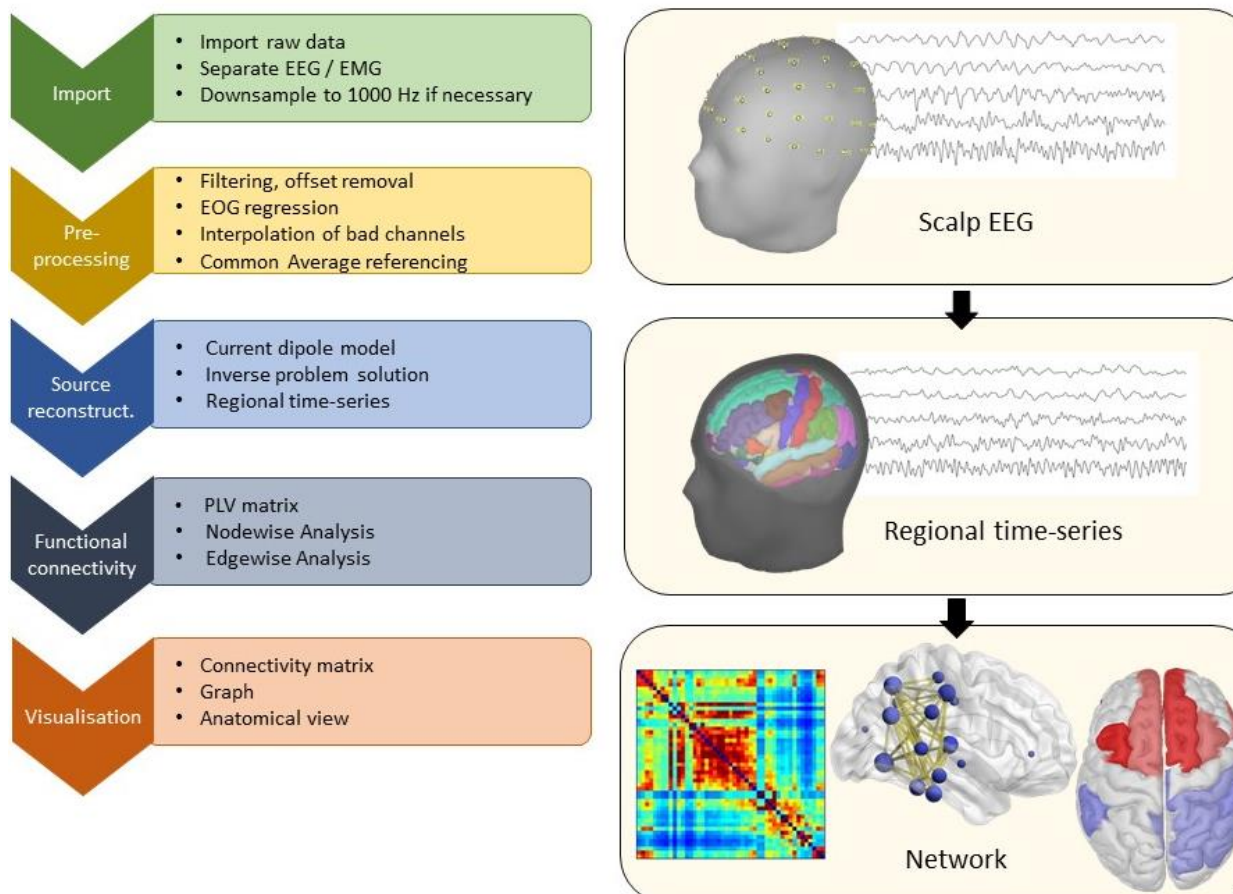 Import
• Import raw data
• Separate EEG / EMG
• Downsample to 1000 Hz if necessary
Pre-
processing
• Filtering, offset removal
• EOG regression
• Interpolation of bad channels
• Common Average referencing
Source
reconstruct.
• Current dipole model
• Inverse problem solution
• Regional time-series
Functional
connectivity
• PLV matrix
• Nodewise Analysis
• Edgewise Analysis
Visualisation
• Connectivity matrix
• Graph
• Anatomical view
Scalp EEG
Regional time-series
Network